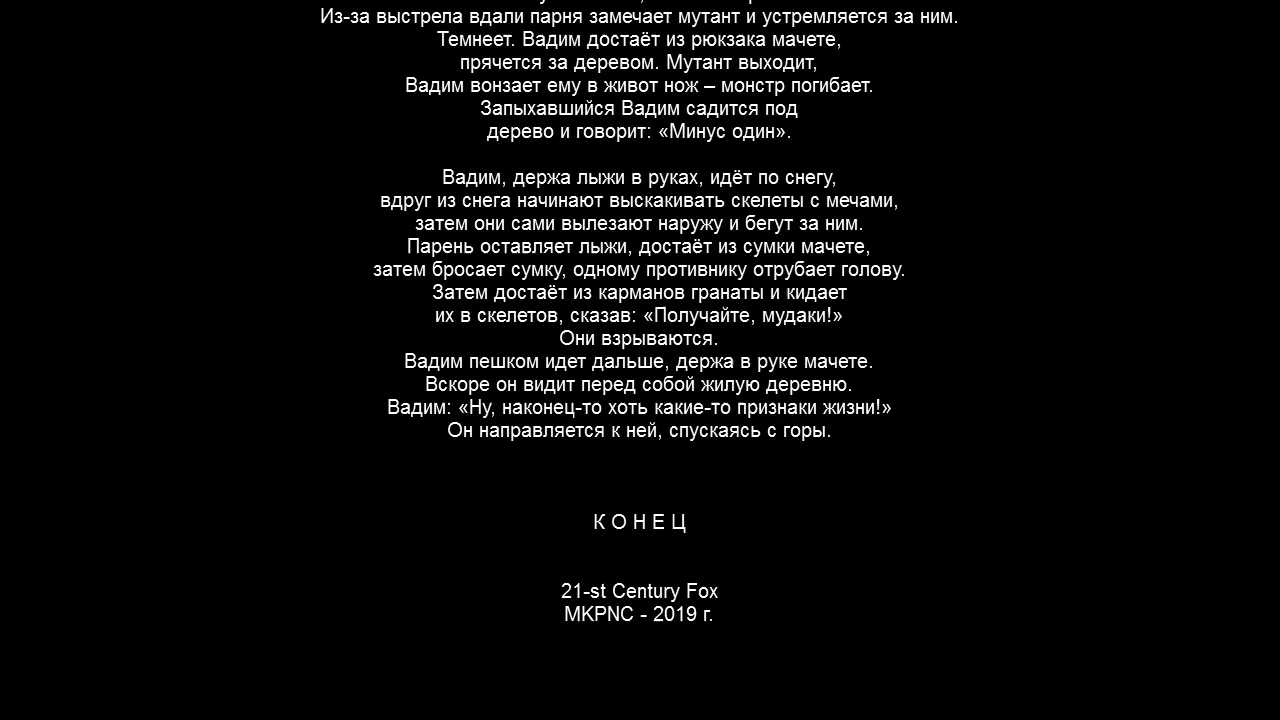 Из-за выстрела вдали парня замечает мутант и устремляется за ним.
Темнеет. Вадим достаёт из рюкзака мачете,
прячется за деревом. Мутант выходит,
Вадим вонзает ему в живот нож – монстр погибает.
Запыхавшийся Вадим садится под
дерево и говорит: «Минус один».
Вадим, держа лыжи в руках, идёт по снегу,
вдруг из снега начинают выскакивать скелеты с мечами,
затем они сами вылезают наружу и бегут за ним.
Парень оставляет лыжи, достаёт из сумки мачете,
затем бросает сумку, одному противнику отрубает голову.
Затем достаёт из карманов гранаты и кидает
их в скелетов, сказав: «Получайте, мудаки!»
Они взрываются.
Вадим пешком идет дальше, держа в руке мачете.
Вскоре он видит перед собой жилую деревню.
Вадим: «Ну, наконец-то хоть какие-то признаки жизни!»
Он направляется к ней, спускаясь с горы.
К О Н Е Ц
21-st Century Fox
MKPNC - 2019 г.